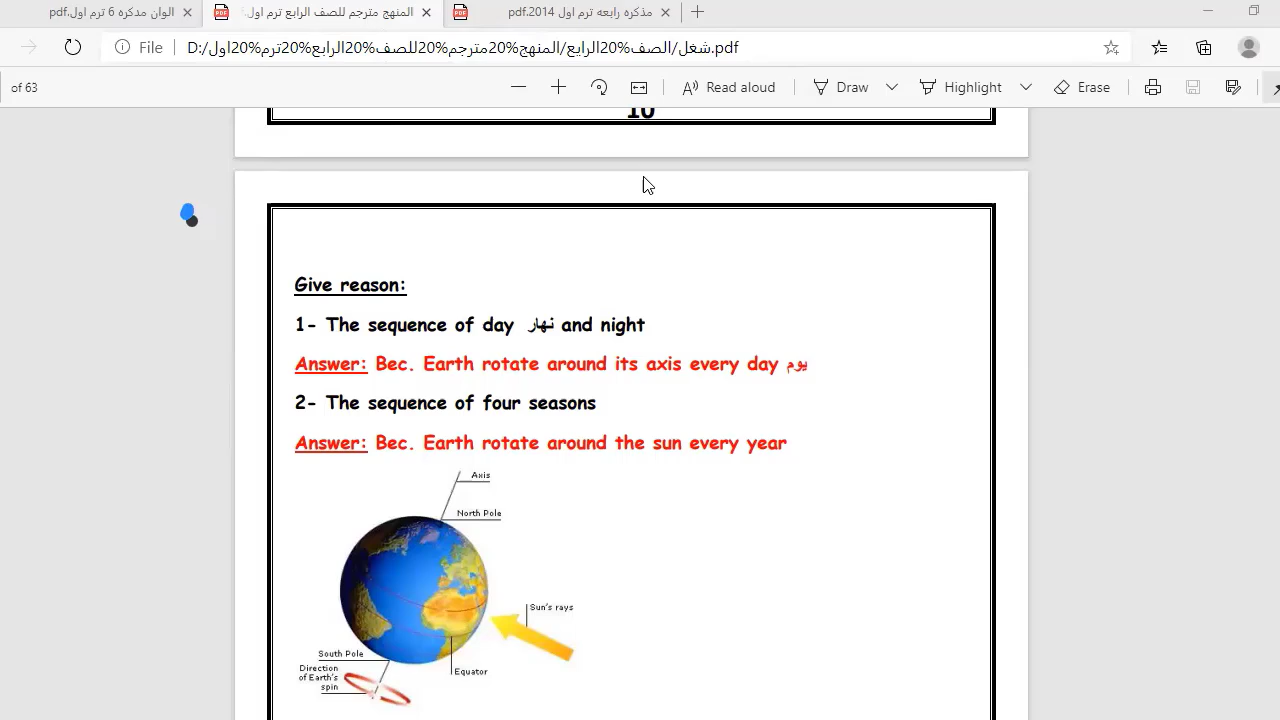 الوان مذكره 6 ترم اول.pdf
المنهج مترجم للصف الرابع ترم اول.
مذكره رابعه ترم اول 2014.pdf
File D:/شغل/الصف%20الرابع/المنهج%20مترجم%20للصف%20الرابع%20ترم%20اول.pdf
of 63 Read aloud Draw Highlight Erase
10
Give reason:
1- The sequence of day نهار and night
Answer: Bec. Earth rotate around its axis every day يوم
2- The sequence of four seasons
Answer: Bec. Earth rotate around the sun every year
Axis
North Pole
Sun's rays
South Pole
Equator
Direction
of Earth's
spin